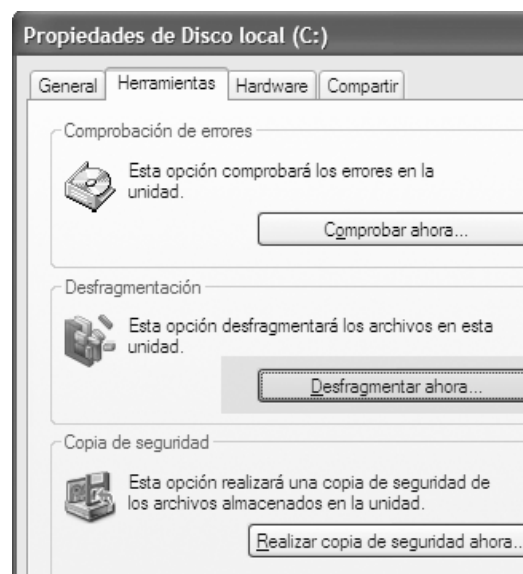 Propiedades de Disco local (C:)
General Herramientas Hardware Compartir
Comprobación de errores
Esta opción comprobará los errores en la
unidad.
Comprobar ahora...
Desfragmentación
Esta opción desfragmentará los archivos en esta
unidad.
Desfragmentar ahora...
Copia de seguridad
Esta opción realizará una copia de seguridad de
los archivos almacenados en la unidad.
Realizar copia de seguridad ahora...